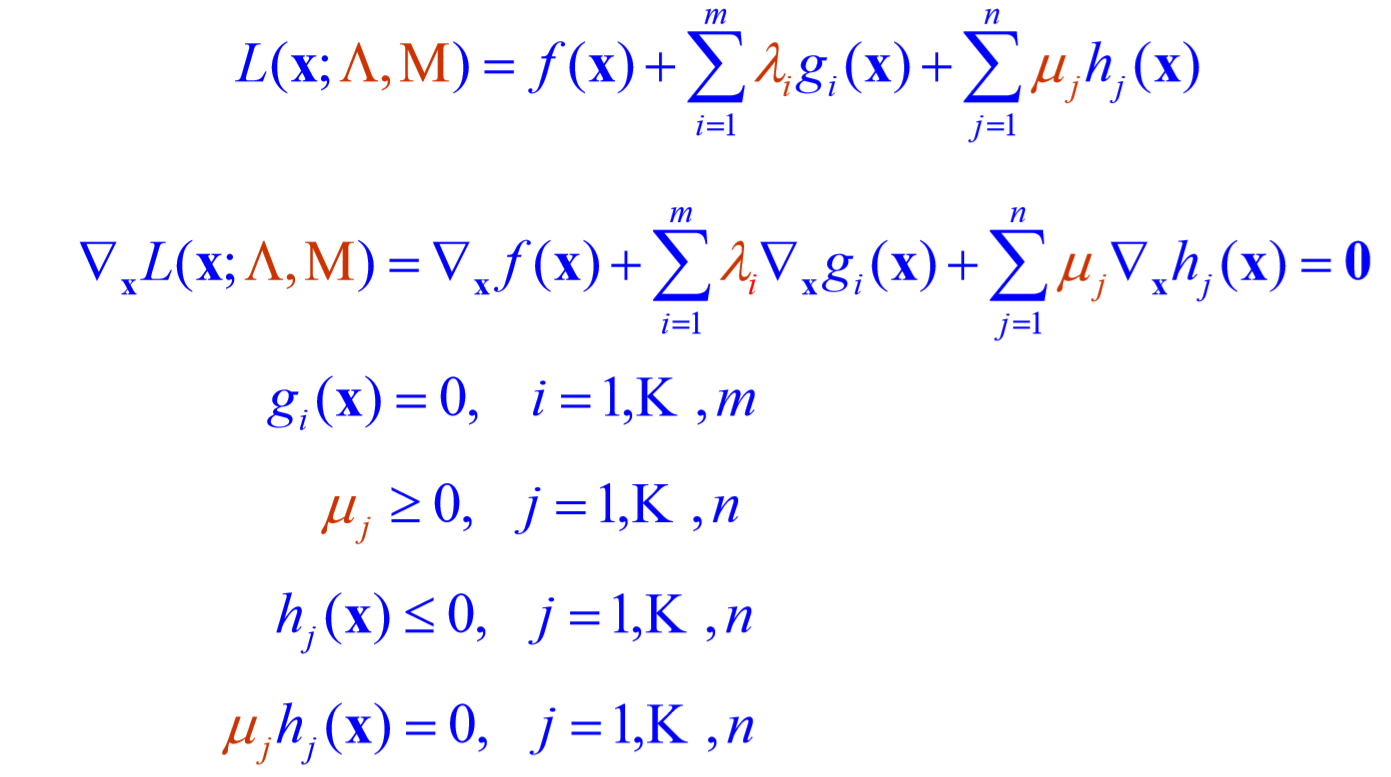 L(x; Λ, M) = f(x) + ∑_{i=1}^{m} λ_i g_i(x) + ∑_{j=1}^{n} μ_j h_j(x)
∇_x L(x; Λ, M) = ∇_x f(x) + ∑_{i=1}^{m} λ_i ∇_x g_i(x) + ∑_{j=1}^{n} μ_j ∇_x h_j(x) = 0
g_i(x) = 0, i = 1,K ,m
μ_j ≥ 0, j = 1,K ,n
h_j(x) ≤ 0, j = 1,K ,n
μ_j h_j(x) = 0, j = 1,K ,n